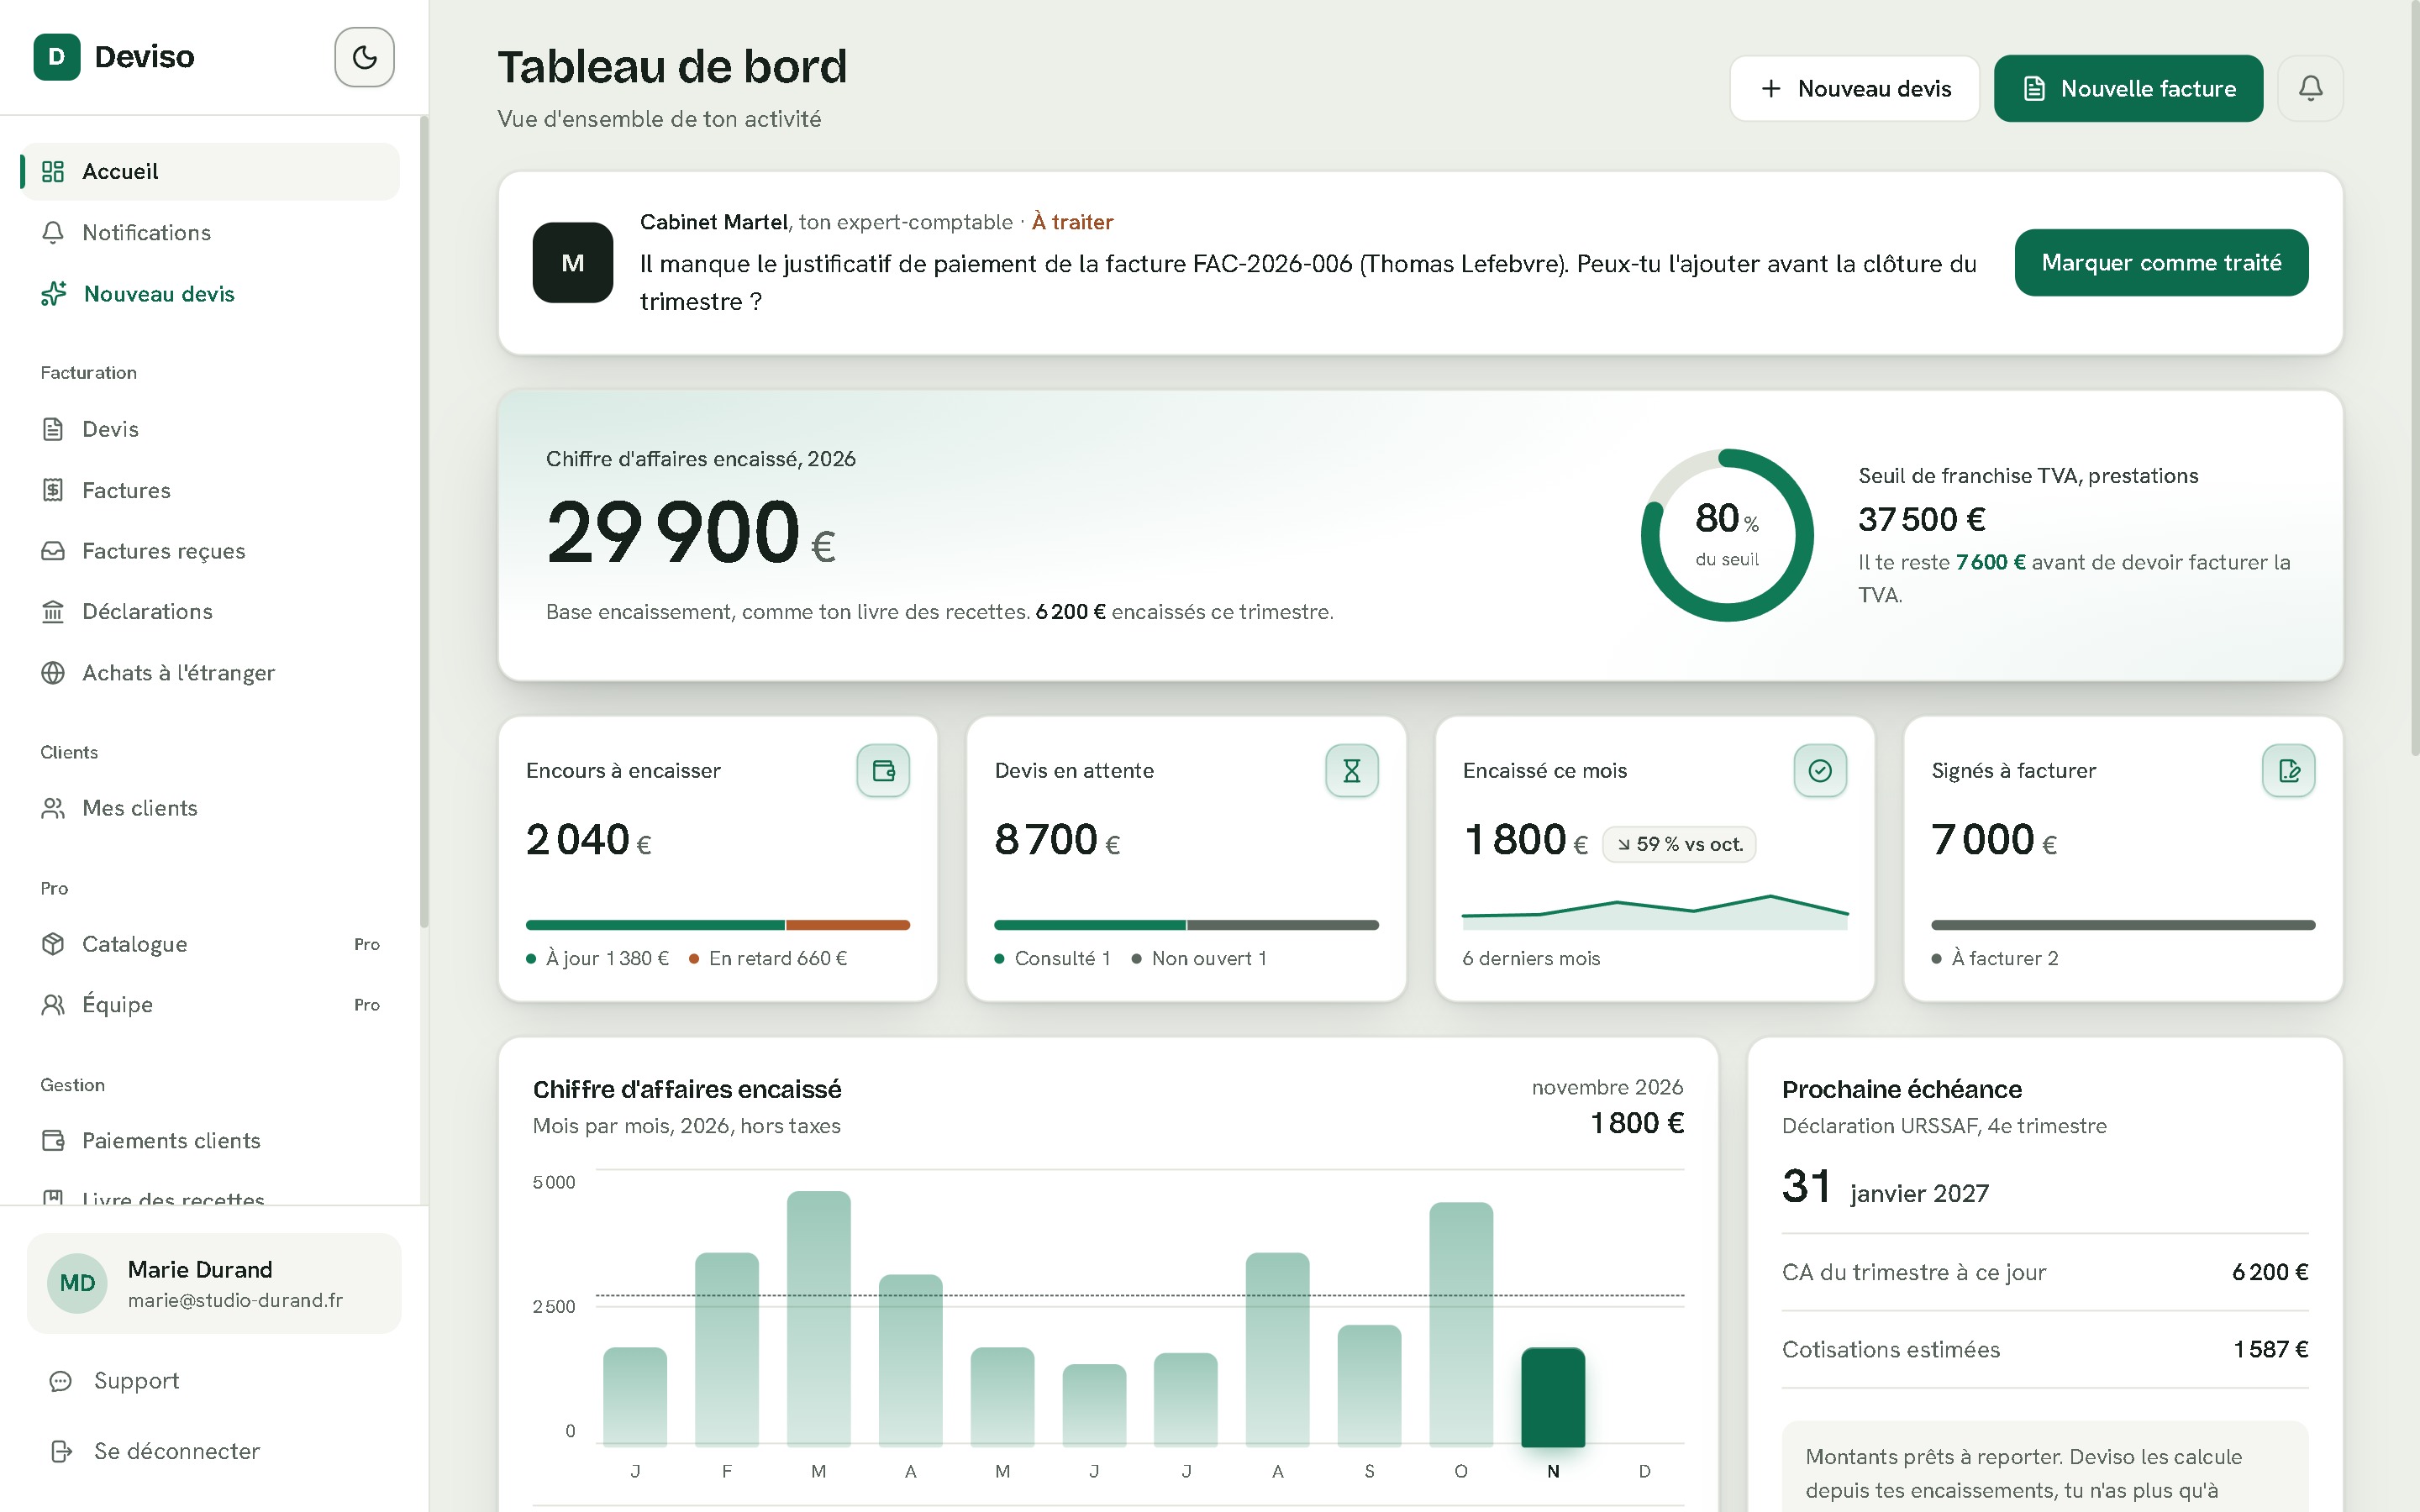 D Deviso
Accueil
Notifications
Nouveau devis
Facturation
Devis
Factures
Factures reçues
Déclarations
Achats à l'étranger
Clients
Mes clients
Pro
Catalogue Pro
Équipe Pro
Gestion
Paiements clients
Livre des recettes
MD
Marie Durand
marie@studio-durand.fr
Support
Se déconnecter
Tableau de bord
Vue d'ensemble de ton activité
Nouveau devis
Nouvelle facture
M
Cabinet Martel, ton expert-comptable · À traiter
Il manque le justificatif de paiement de la facture FAC-2026-006 (Thomas Lefebvre). Peux-tu l'ajouter avant la clôture du
trimestre ?
Marquer comme traité
Chiffre d'affaires encaissé, 2026
29 900 €
Base encaissement, comme ton livre des recettes. 6 200 € encaissés ce trimestre.
80 %
du seuil
Seuil de franchise TVA, prestations
37 500 €
Il te reste 7 600 € avant de devoir facturer la
TVA.
Encours à encaisser
2 040 €
À jour 1 380 € En retard 660 €
Devis en attente
8 700 €
Consulté 1 Non ouvert 1
Encaissé ce mois
1 800 € ↘ 59 % vs oct.
6 derniers mois
Signés à facturer
7 000 €
À facturer 2
Chiffre d'affaires encaissé
Mois par mois, 2026, hors taxes
novembre 2026
1 800 €
5 000
2 500
0
J F M A M J J A S O N D
Prochaine échéance
Déclaration URSSAF, 4e trimestre
31 janvier 2027
CA du trimestre à ce jour 6 200 €
Cotisations estimées 1 587 €
Montants prêts à reporter. Deviso les calcule
depuis tes encaissements, tu n'as plus qu'à